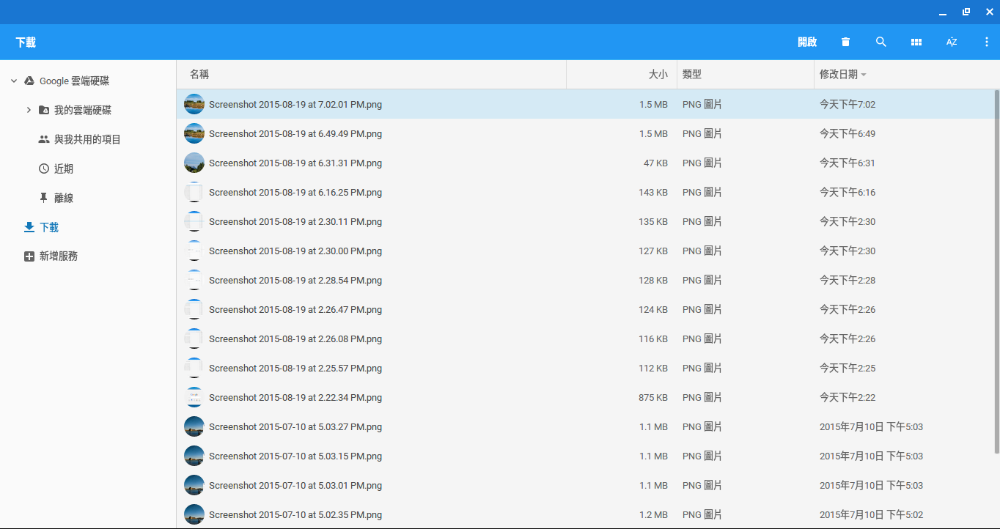 下載
開啟
Google 雲端硬碟
我的雲端硬碟
與我共用的項目
近期
離線
下載
新增服務
名稱 大小 類型 修改日期
Screenshot 2015-08-19 at 7.02.01 PM.png 1.5 MB PNG 圖片 今天下午7:02
Screenshot 2015-08-19 at 6.49.49 PM.png 1.5 MB PNG 圖片 今天下午6:49
Screenshot 2015-08-19 at 6.31.31 PM.png 47 KB PNG 圖片 今天下午6:31
Screenshot 2015-08-19 at 6.16.25 PM.png 143 KB PNG 圖片 今天下午6:16
Screenshot 2015-08-19 at 2.30.11 PM.png 135 KB PNG 圖片 今天下午2:30
Screenshot 2015-08-19 at 2.30.00 PM.png 127 KB PNG 圖片 今天下午2:30
Screenshot 2015-08-19 at 2.28.54 PM.png 128 KB PNG 圖片 今天下午2:28
Screenshot 2015-08-19 at 2.26.47 PM.png 124 KB PNG 圖片 今天下午2:26
Screenshot 2015-08-19 at 2.26.08 PM.png 116 KB PNG 圖片 今天下午2:26
Screenshot 2015-08-19 at 2.25.57 PM.png 112 KB PNG 圖片 今天下午2:25
Screenshot 2015-08-19 at 2.22.34 PM.png 875 KB PNG 圖片 今天下午2:22
Screenshot 2015-07-10 at 5.03.27 PM.png 1.1 MB PNG 圖片 2015年7月10日 下午5:03
Screenshot 2015-07-10 at 5.03.15 PM.png 1.1 MB PNG 圖片 2015年7月10日 下午5:03
Screenshot 2015-07-10 at 5.03.01 PM.png 1.1 MB PNG 圖片 2015年7月10日 下午5:03
Screenshot 2015-07-10 at 5.02.35 PM.png 1.2 MB PNG 圖片 2015年7月10日 下午5:02